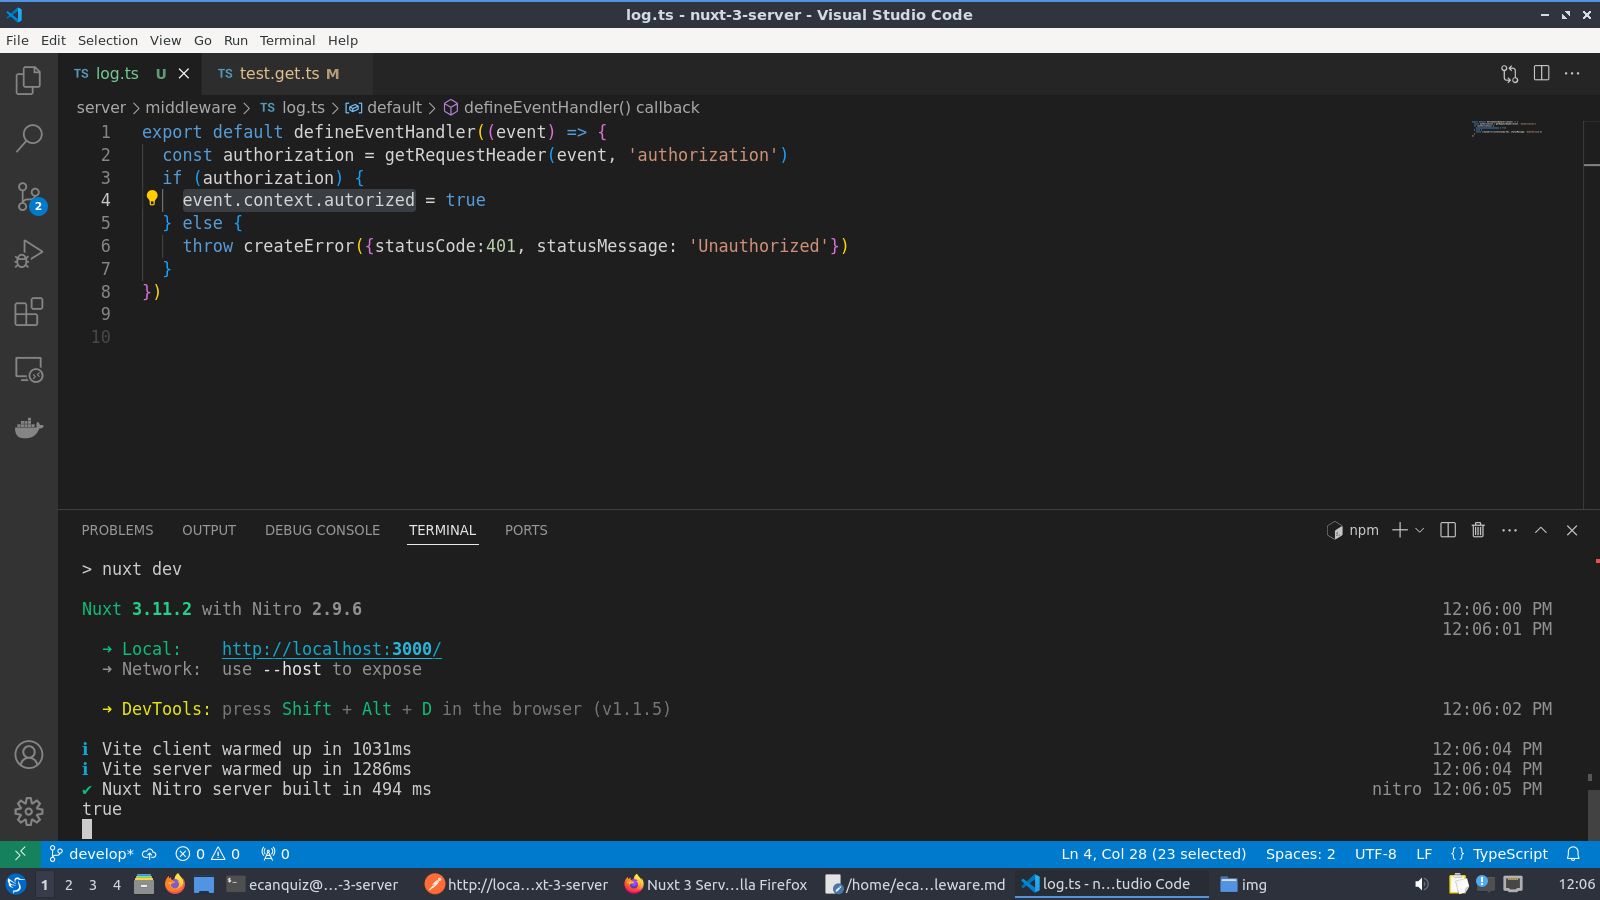 log.ts - nuxt-3-server - Visual Studio Code
File Edit Selection View Go Run Terminal Help
TS log.ts U TS test.get.ts M
server > middleware > TS log.ts > default > defineEventHandler() callback
1 export default defineEventHandler((event) => {
2 const authorization = getRequestHeader(event, 'authorization')
3 if (authorization) {
4 event.context.autorized = true
5 } else {
6 throw createError({statusCode:401, statusMessage: 'Unauthorized'})
7 }
8 })
9
10
PROBLEMS OUTPUT DEBUG CONSOLE TERMINAL PORTS npm
> nuxt dev
Nuxt 3.11.2 with Nitro 2.9.6 12:06:00 PM
12:06:01 PM
➜ Local: http://localhost:3000/
➜ Network: use --host to expose
➜ DevTools: press Shift + Alt + D in the browser (v1.1.5) 12:06:02 PM
ℹ Vite client warmed up in 1031ms 12:06:04 PM
ℹ Vite server warmed up in 1286ms 12:06:04 PM
✔ Nuxt Nitro server built in 494 ms nitro 12:06:05 PM
true
2
develop* 0 0 0 Ln 4, Col 28 (23 selected) Spaces: 2 UTF-8 LF {} TypeScript
1 2 3 4 ecanquiz@...-3-server http://loca...xt-3-server Nuxt 3 Serv...lla Firefox /home/eca...leware.md log.ts - n...tudio Code img 12:06